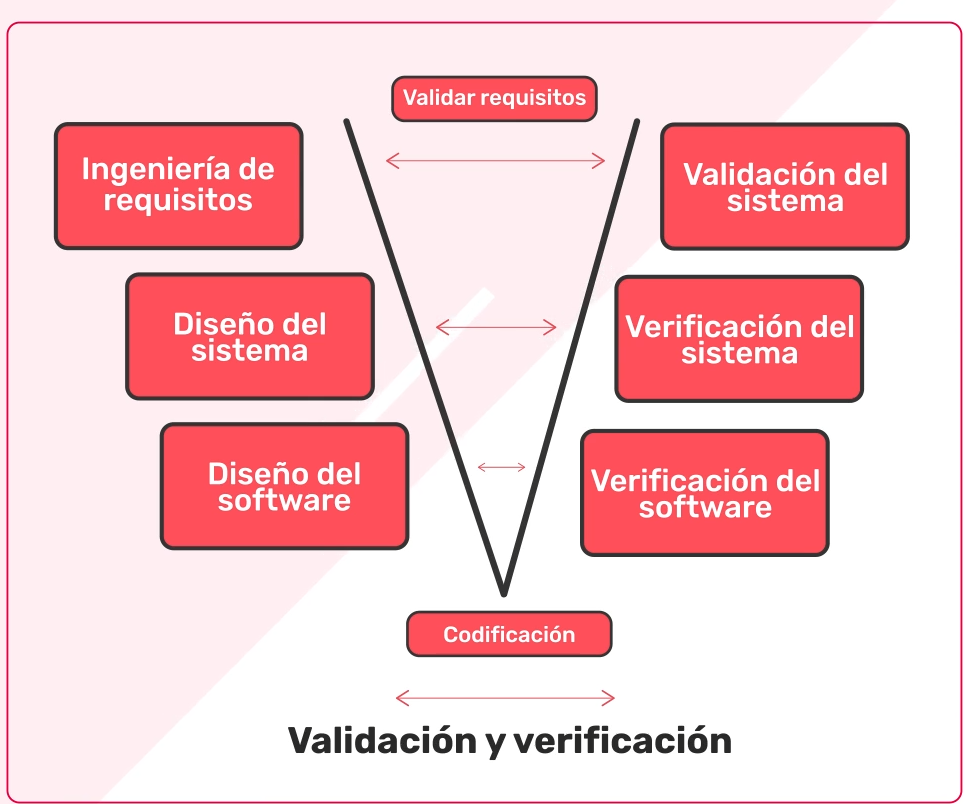 Validar requisitos
Ingeniería de
requisitos
Validación del
sistema
Diseño del
sistema
Verificación del
sistema
Diseño del
software
Verificación del
software
Codificación
Validación y verificación